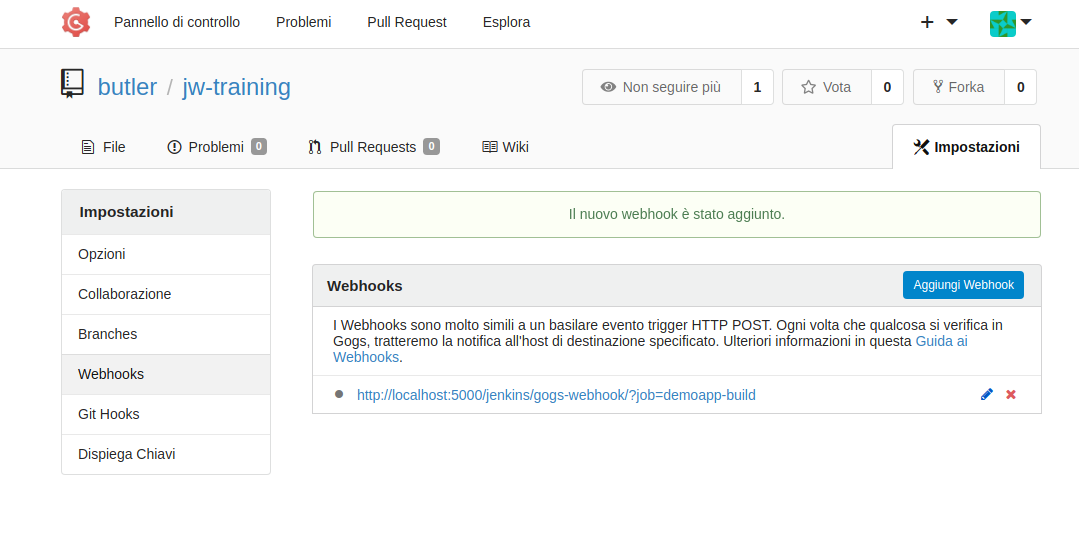 Pannello di controllo Problemi Pull Request Esplora
butler / jw-training
Non seguire più 1 Vota 0 Forka 0
File Problemi 0 Pull Requests 0 Wiki Impostazioni
Impostazioni
Opzioni
Collaborazione
Branches
Webhooks
Git Hooks
Dispiega Chiavi
Il nuovo webhook è stato aggiunto.
Webhooks Aggiungi Webhook
I Webhooks sono molto simili a un basilare evento trigger HTTP POST. Ogni volta che qualcosa si verifica in
Gogs, tratteremo la notifica all'host di destinazione specificato. Ulteriori informazioni in questa Guida ai
Webhooks.
http://localhost:5000/jenkins/gogs-webhook/?job=demoapp-build